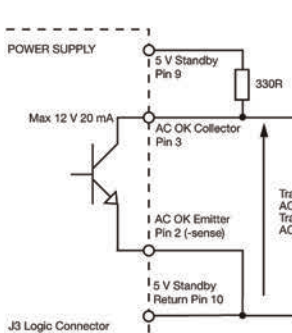 POWER SUPPLY
5 V Standby
Pin 9
330R
Max 12 V 20 mA
AC OK Collector
Pin 3
AC OK Emitter
Pin 2 (-sense)
5 V Standby
Return Pin 10
J3 Logic Connector